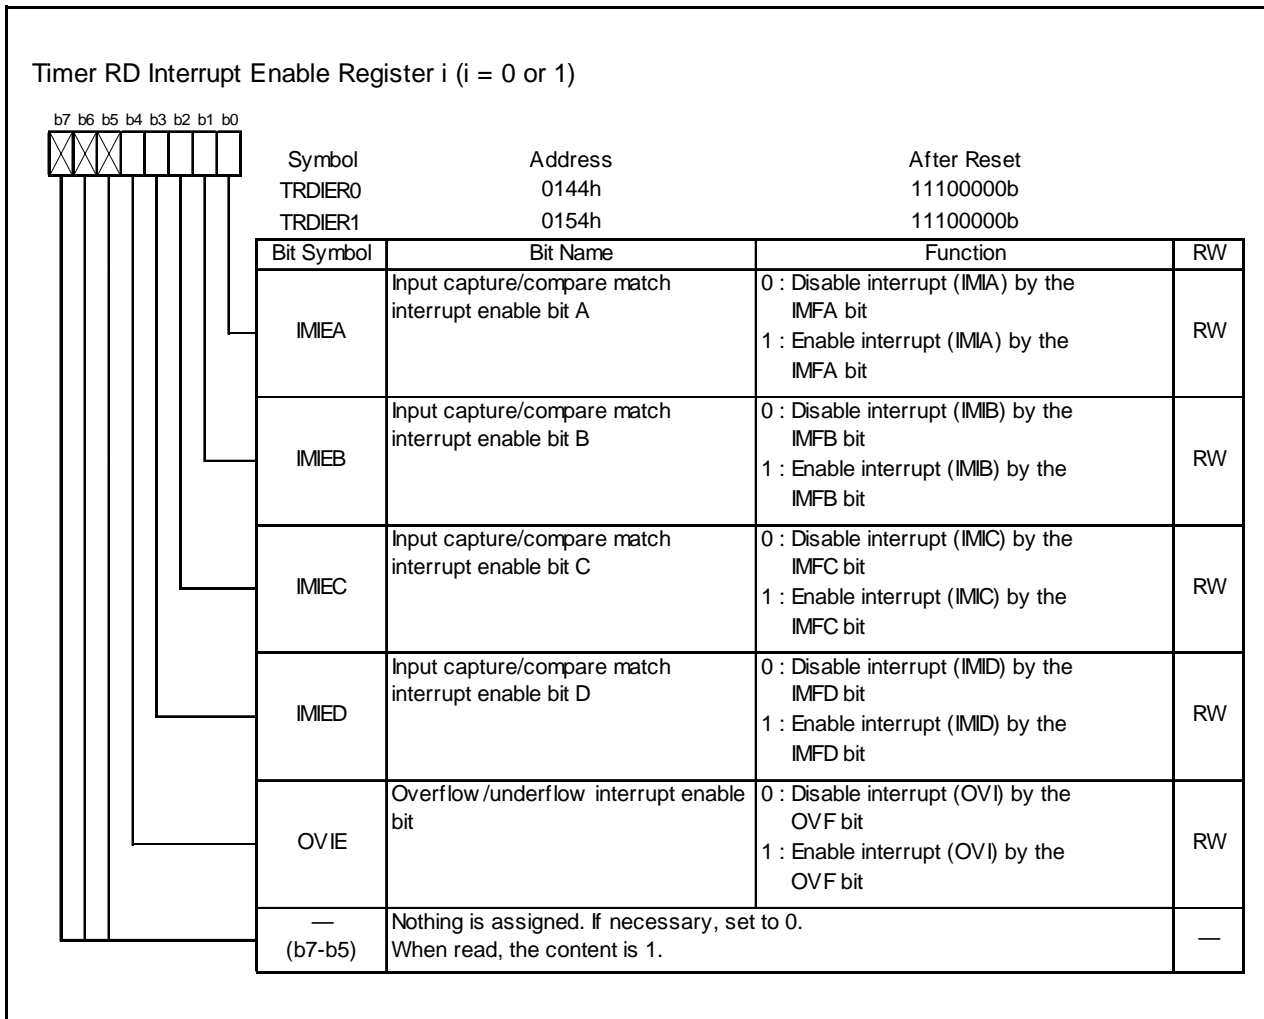 Timer RD Interrupt Enable Register i (i = 0 or 1)
b7 b6 b5 b4 b3 b2 b1 b0
Symbol Address After Reset
TRDIER0 0144h 11100000b
TRDIER1 0154h 11100000b
Bit Symbol Bit Name Function RW
IMIEA
Input capture/compare match
interrupt enable bit A
0 : Disable interrupt (IMIA) by the
IMFA bit
1 : Enable interrupt (IMIA) by the
IMFA bit
RW
IMIEB
Input capture/compare match
interrupt enable bit B
0 : Disable interrupt (IMIB) by the
IMFB bit
1 : Enable interrupt (IMIB) by the
IMFB bit
RW
IMIEC
Input capture/compare match
interrupt enable bit C
0 : Disable interrupt (IMIC) by the
IMFC bit
1 : Enable interrupt (IMIC) by the
IMFC bit
RW
IMIED
Input capture/compare match
interrupt enable bit D
0 : Disable interrupt (IMID) by the
IMFD bit
1 : Enable interrupt (IMID) by the
IMFD bit
RW
OVIE
Overflow/underflow interrupt enable
bit
0 : Disable interrupt (OVI) by the
OVF bit
1 : Enable interrupt (OVI) by the
OVF bit
RW
—
(b7-b5)
Nothing is assigned. If necessary, set to 0.
When read, the content is 1.
—